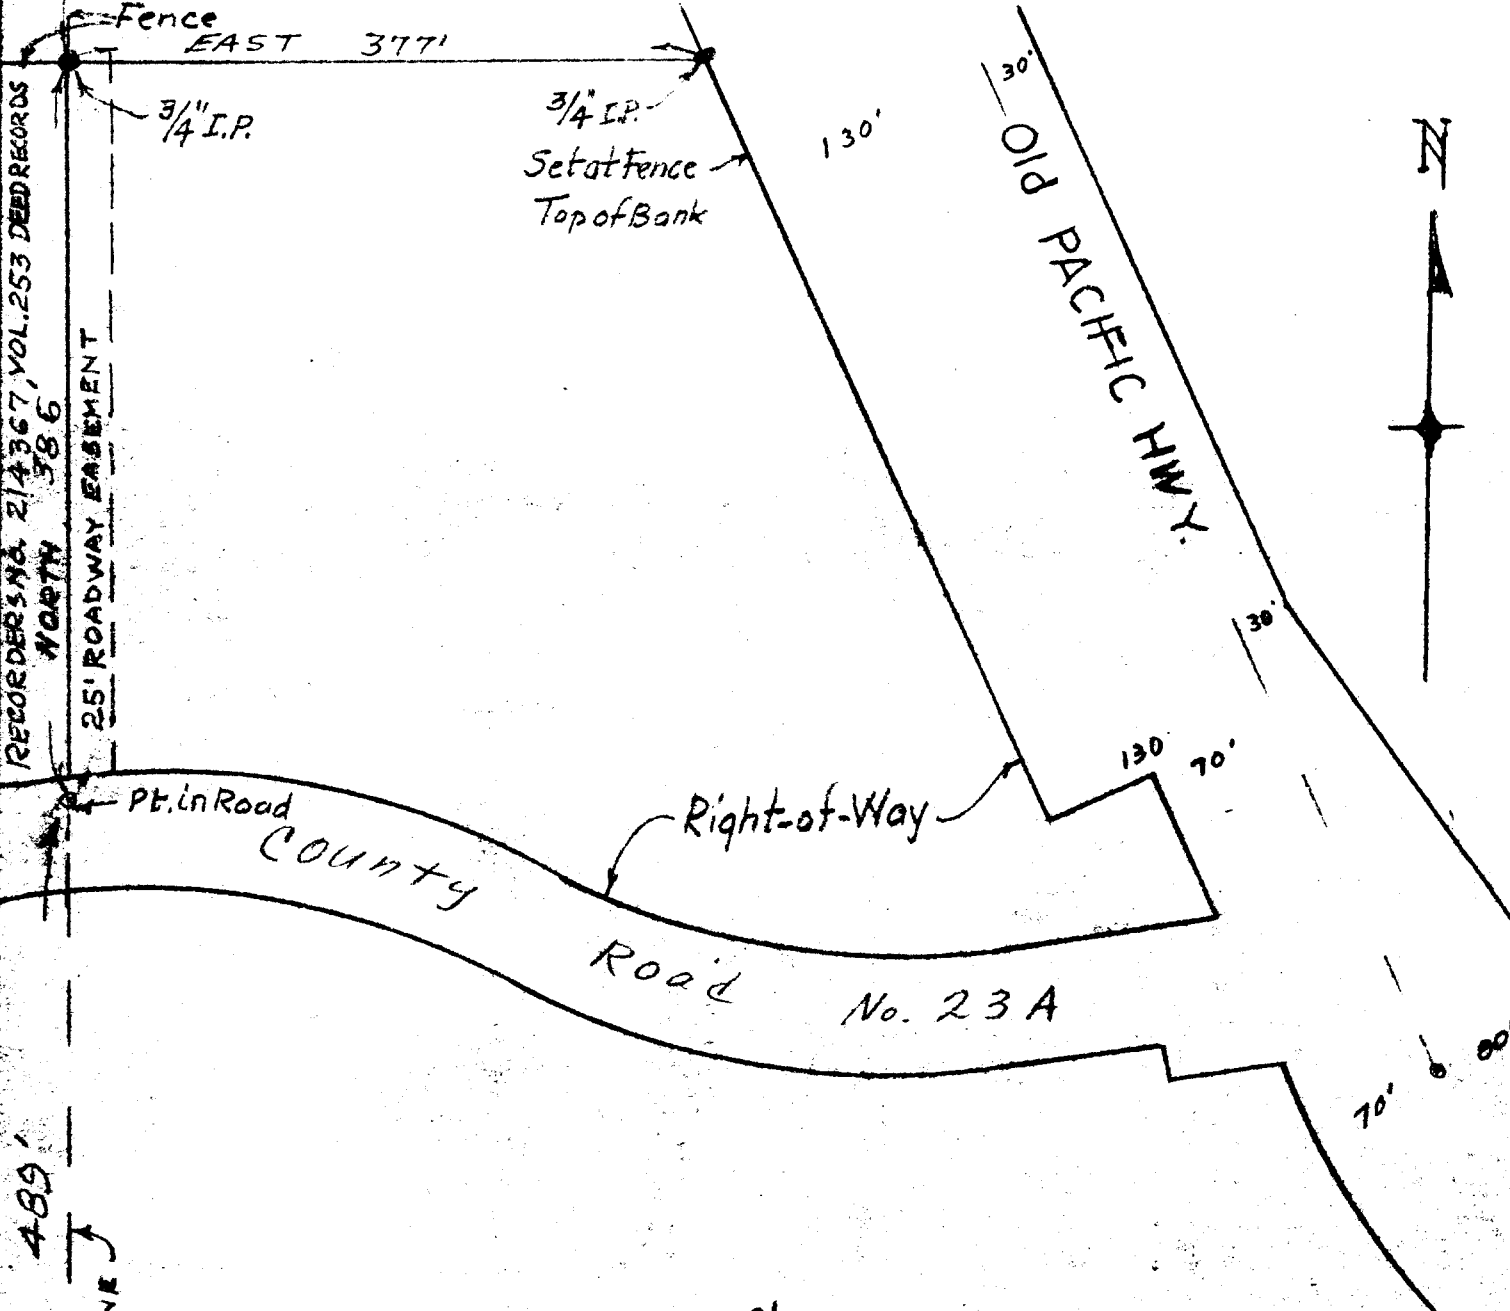 Fence
EAST 377'
3/4" I.P.
3/4" I.P.
Set at Fence
Top of Bank
130'
30'
Old PACIFIC HWY.
N
RECORDERS NO. 214367, VOL. 253 DEED RECORDS
NORTH 386
25' ROADWAY EASEMENT
30'
130
70'
Right-of-Way
Pt. in Road
County Road No. 23 A
70'
489'